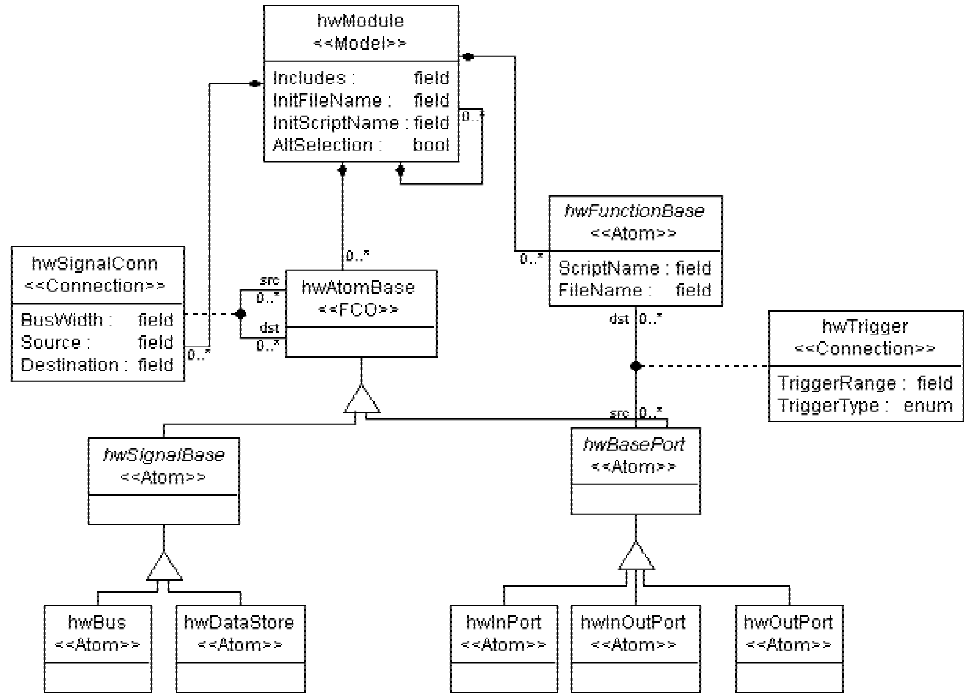 hwModule
<<Model>>
Includes : field
InitFileName : field
InitScriptName : field
AltSelection : bool
0..*
hwFunctionBase
<<Atom>>
ScriptName : field
FileName : field
0..*
hwSignalConn
<<Connection>>
BusWidth : field
Source : field
Destination : field
0..*
0..*
src
0..*
dst
0..*
hwAtomBase
<<FCO>>
dst 0..*
hwTrigger
<<Connection>>
TriggerRange : field
TriggerType : enum
src 0..*
hwSignalBase
<<Atom>>
hwBasePort
<<Atom>>
hwBus
<<Atom>>
hwDataStore
<<Atom>>
hwInPort
<<Atom>>
hwInOutPort
<<Atom>>
hwOutPort
<<Atom>>